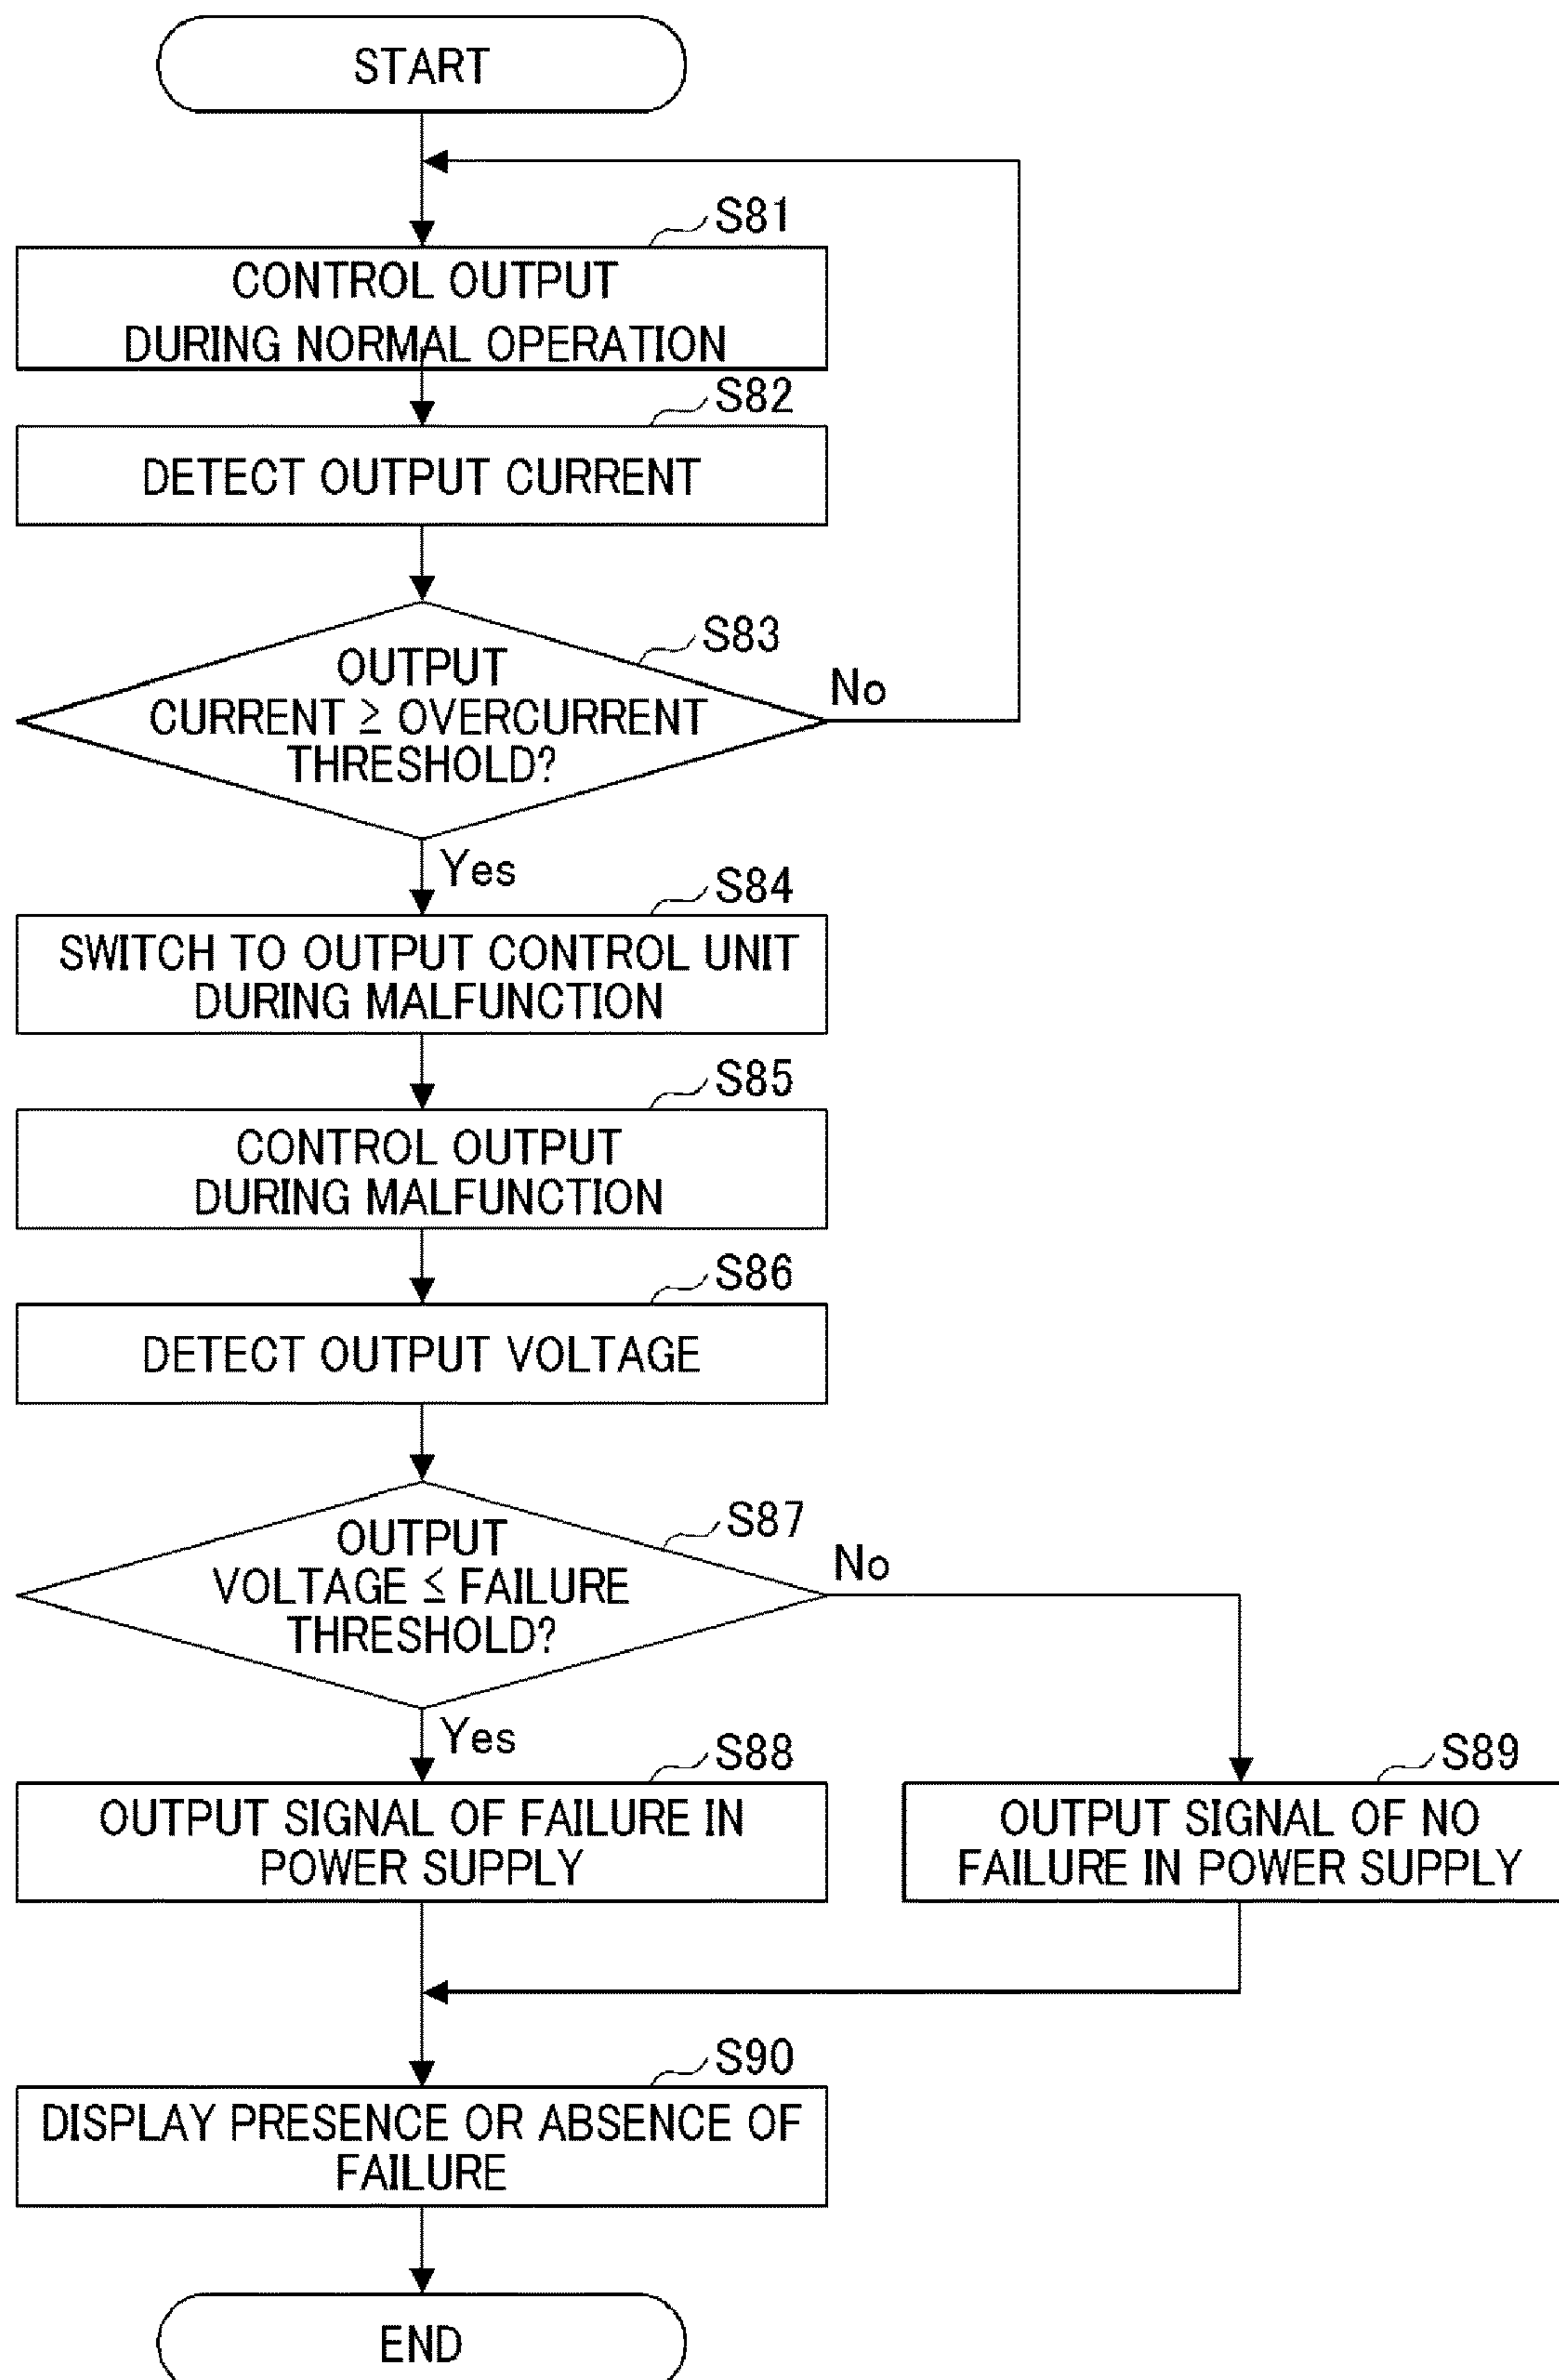 START
S81
CONTROL OUTPUT
DURING NORMAL OPERATION
S82
DETECT OUTPUT CURRENT
S83
OUTPUT
CURRENT ≥ OVERCURRENT
THRESHOLD?
No
Yes
S84
SWITCH TO OUTPUT CONTROL UNIT
DURING MALFUNCTION
S85
CONTROL OUTPUT
DURING MALFUNCTION
S86
DETECT OUTPUT VOLTAGE
S87
OUTPUT
VOLTAGE ≤ FAILURE
THRESHOLD?
No
Yes
S88
OUTPUT SIGNAL OF FAILURE IN
POWER SUPPLY
S89
OUTPUT SIGNAL OF NO
FAILURE IN POWER SUPPLY
S90
DISPLAY PRESENCE OR ABSENCE OF
FAILURE
END